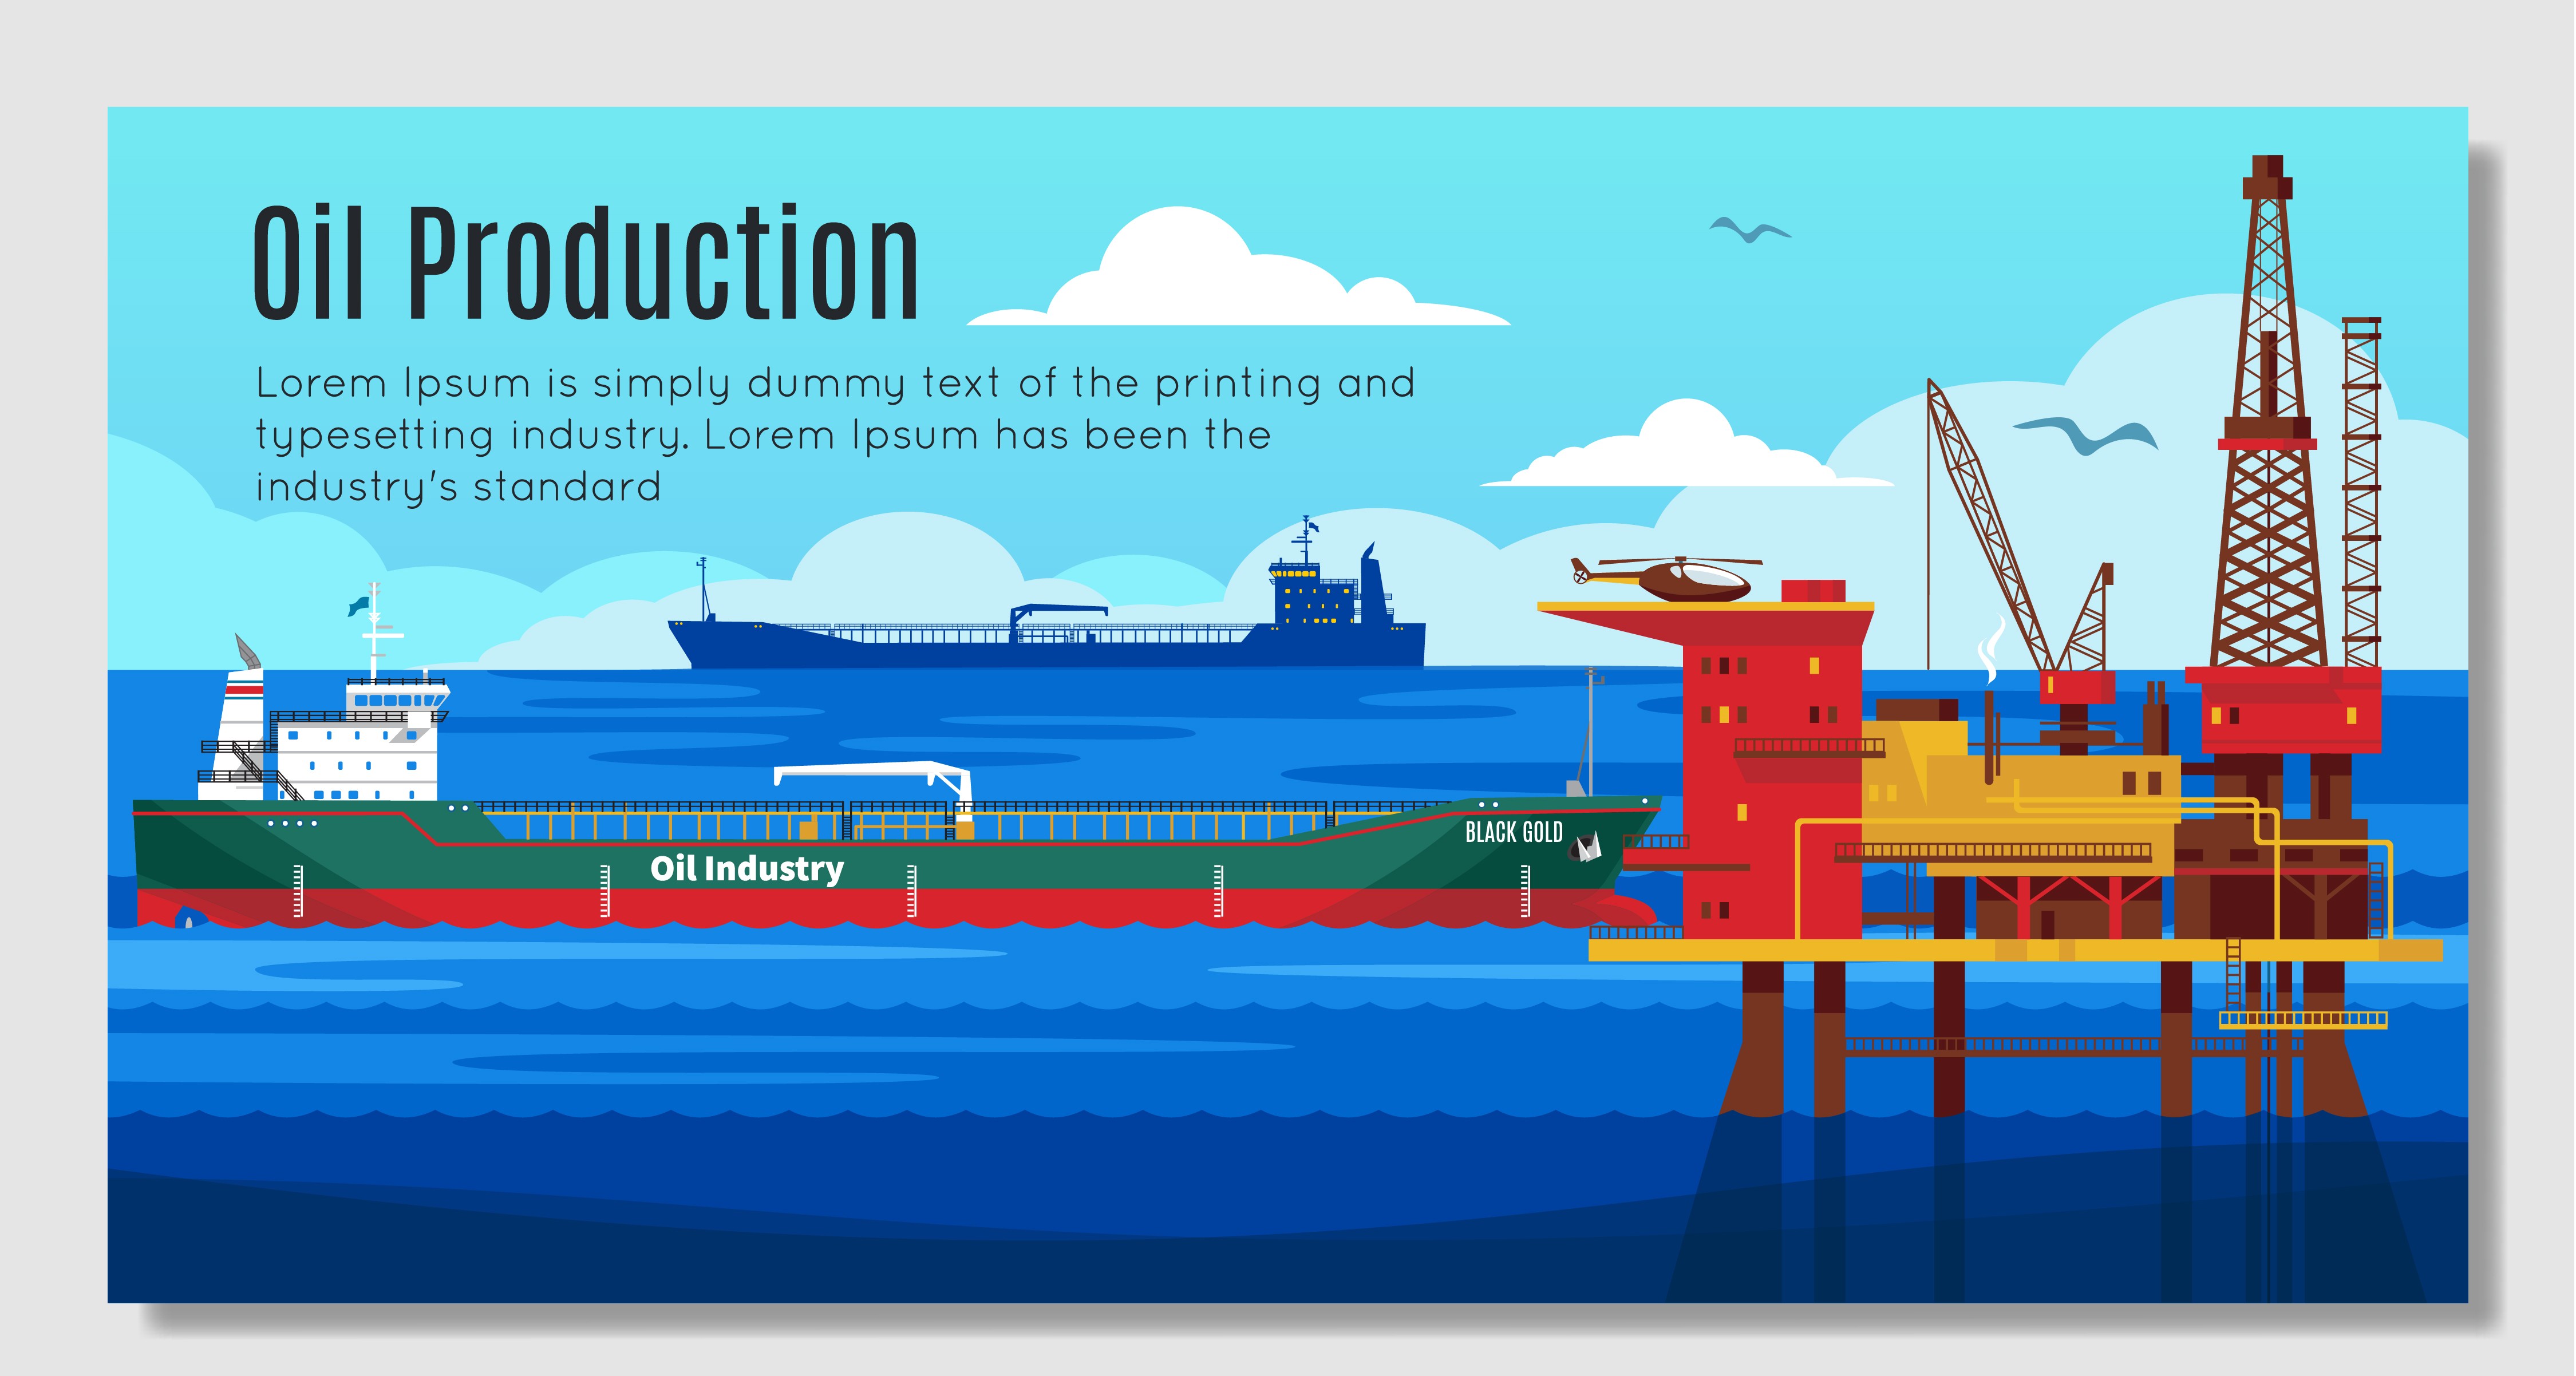 Oil Production
Lorem Ipsum is simply dummy text of the printing and
typesetting industry. Lorem Ipsum has been the
industry's standard
BLACK GOLD
Oil Industry